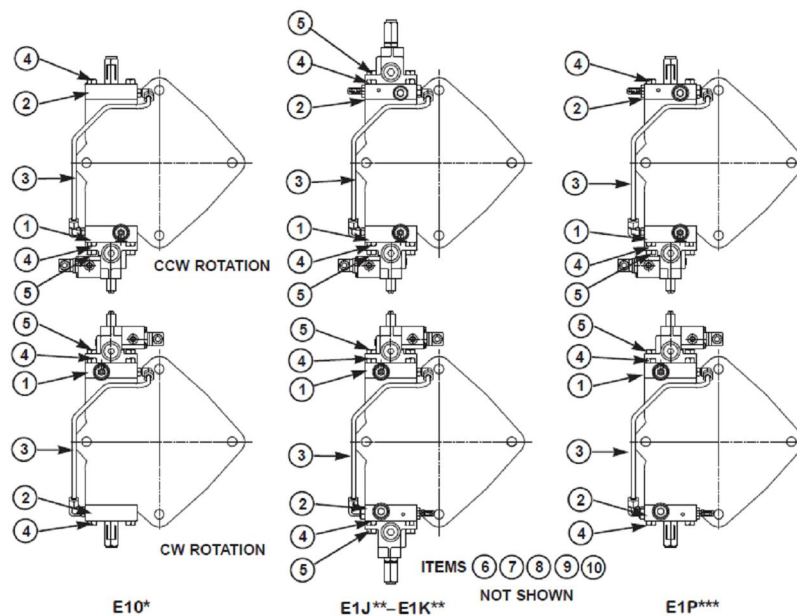 5
4 4 4
2 2 2
3 3 3
1 1 1
4 4 4
5 CCW ROTATION 5 5
5 5 5
4 4 4
1 1 1
3 3 3
2 2 2
4 4 4
CW ROTATION 5 ITEMS 6 7 8 9 10
NOT SHOWN
E10* E1J**–E1K** E1P***